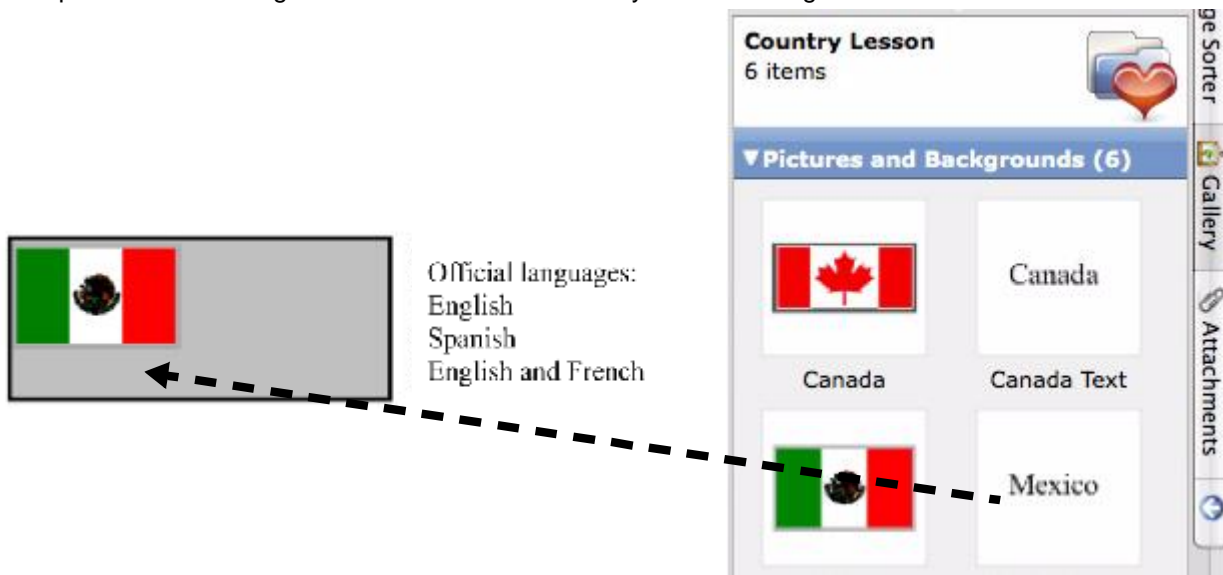 Country Lesson
6 items
▼Pictures and Backgrounds (6)
Canada
Canada
Canada Text
Mexico
Official languages:
English
Spanish
English and French
ge Sorter
Gallery
Attachments